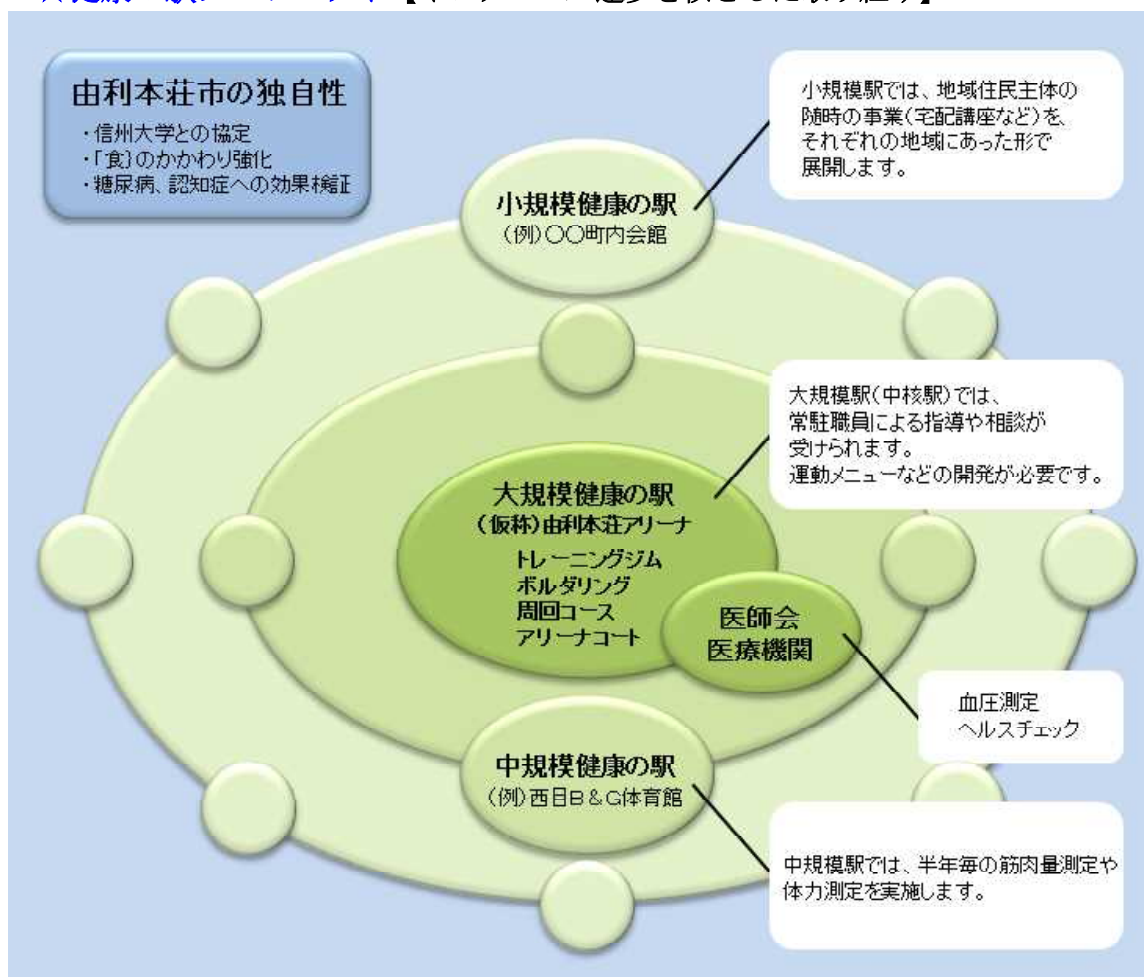 由利本荘市の独自性
・信州大学との協定
・「食」のかかわり強化
・糖尿病、認知症への効果検証
小規模駅では、地域住民主体の
随時の事業(宅配講座など)を、
それぞれの地域にあった形で
展開します。
小規模健康の駅
(例)〇〇町内会館
大規模駅(中核駅)では、
常駐職員による指導や相談が
受けられます。
運動メニューなどの開発が必要です。
大規模健康の駅
(仮称)由利本荘アリーナ
トレーニングジム
ボルダリング
周回コース
アリーナコート
医師会
医療機関
血圧測定
ヘルスチェック
中規模健康の駅
(例)西目B&G体育館
中規模駅では、半年毎の筋肉量測定や
体力測定を実施します。